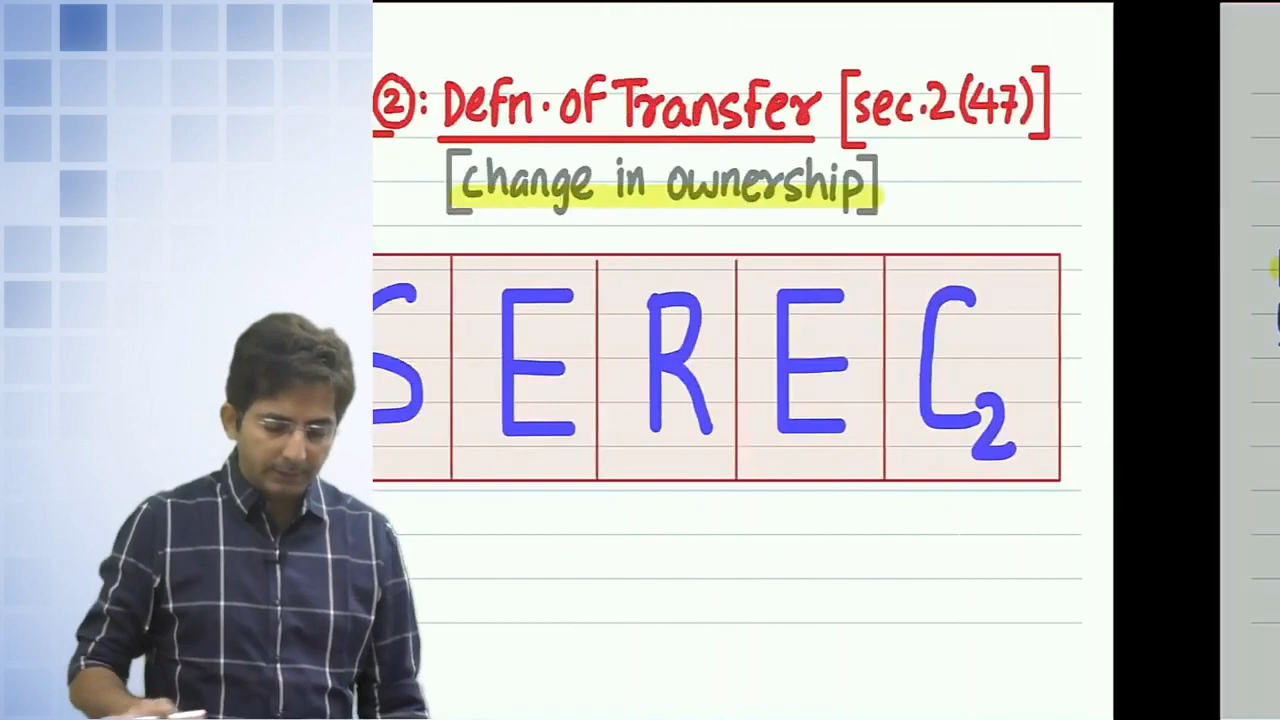 ②: Defn. of Transfer [sec.2(47)]
[change in ownership]
S E R E C₂